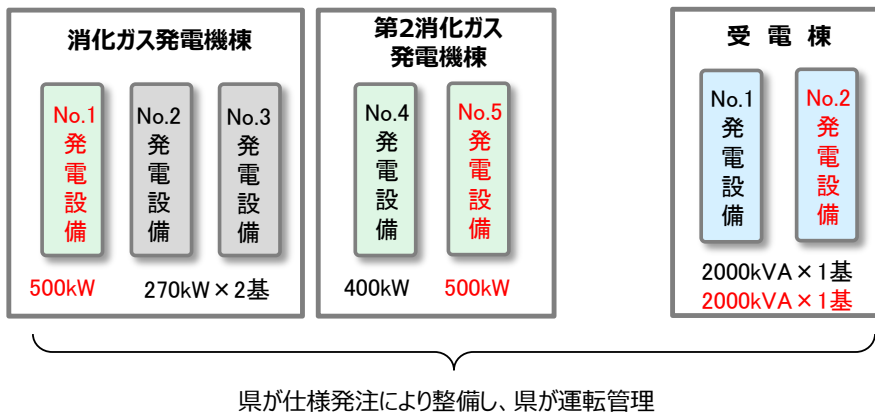 消化ガス発電機棟
No.1発電設備
No.2発電設備
No.3発電設備
500kW
270kW×2基
第2消化ガス
発電機棟
No.4発電設備
No.5発電設備
400kW
500kW
受電棟
No.1発電設備
No.2発電設備
2000kVA×1基
2000kVA×1基
県が仕様発注により整備し、県が運転管理